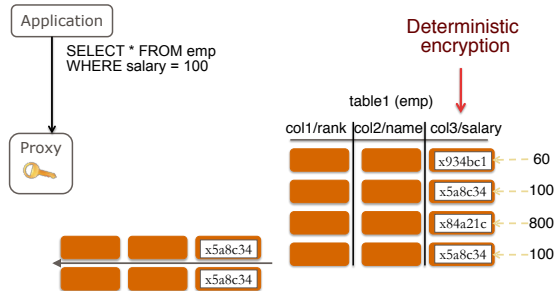 Application
SELECT * FROM emp
WHERE salary = 100
Deterministic
encryption
table1 (emp)
col1/rank col2/name col3/salary
Proxy
x934bc1 60
x5a8c34 100
x84a21c 800
x5a8c34 100
x5a8c34
x5a8c34